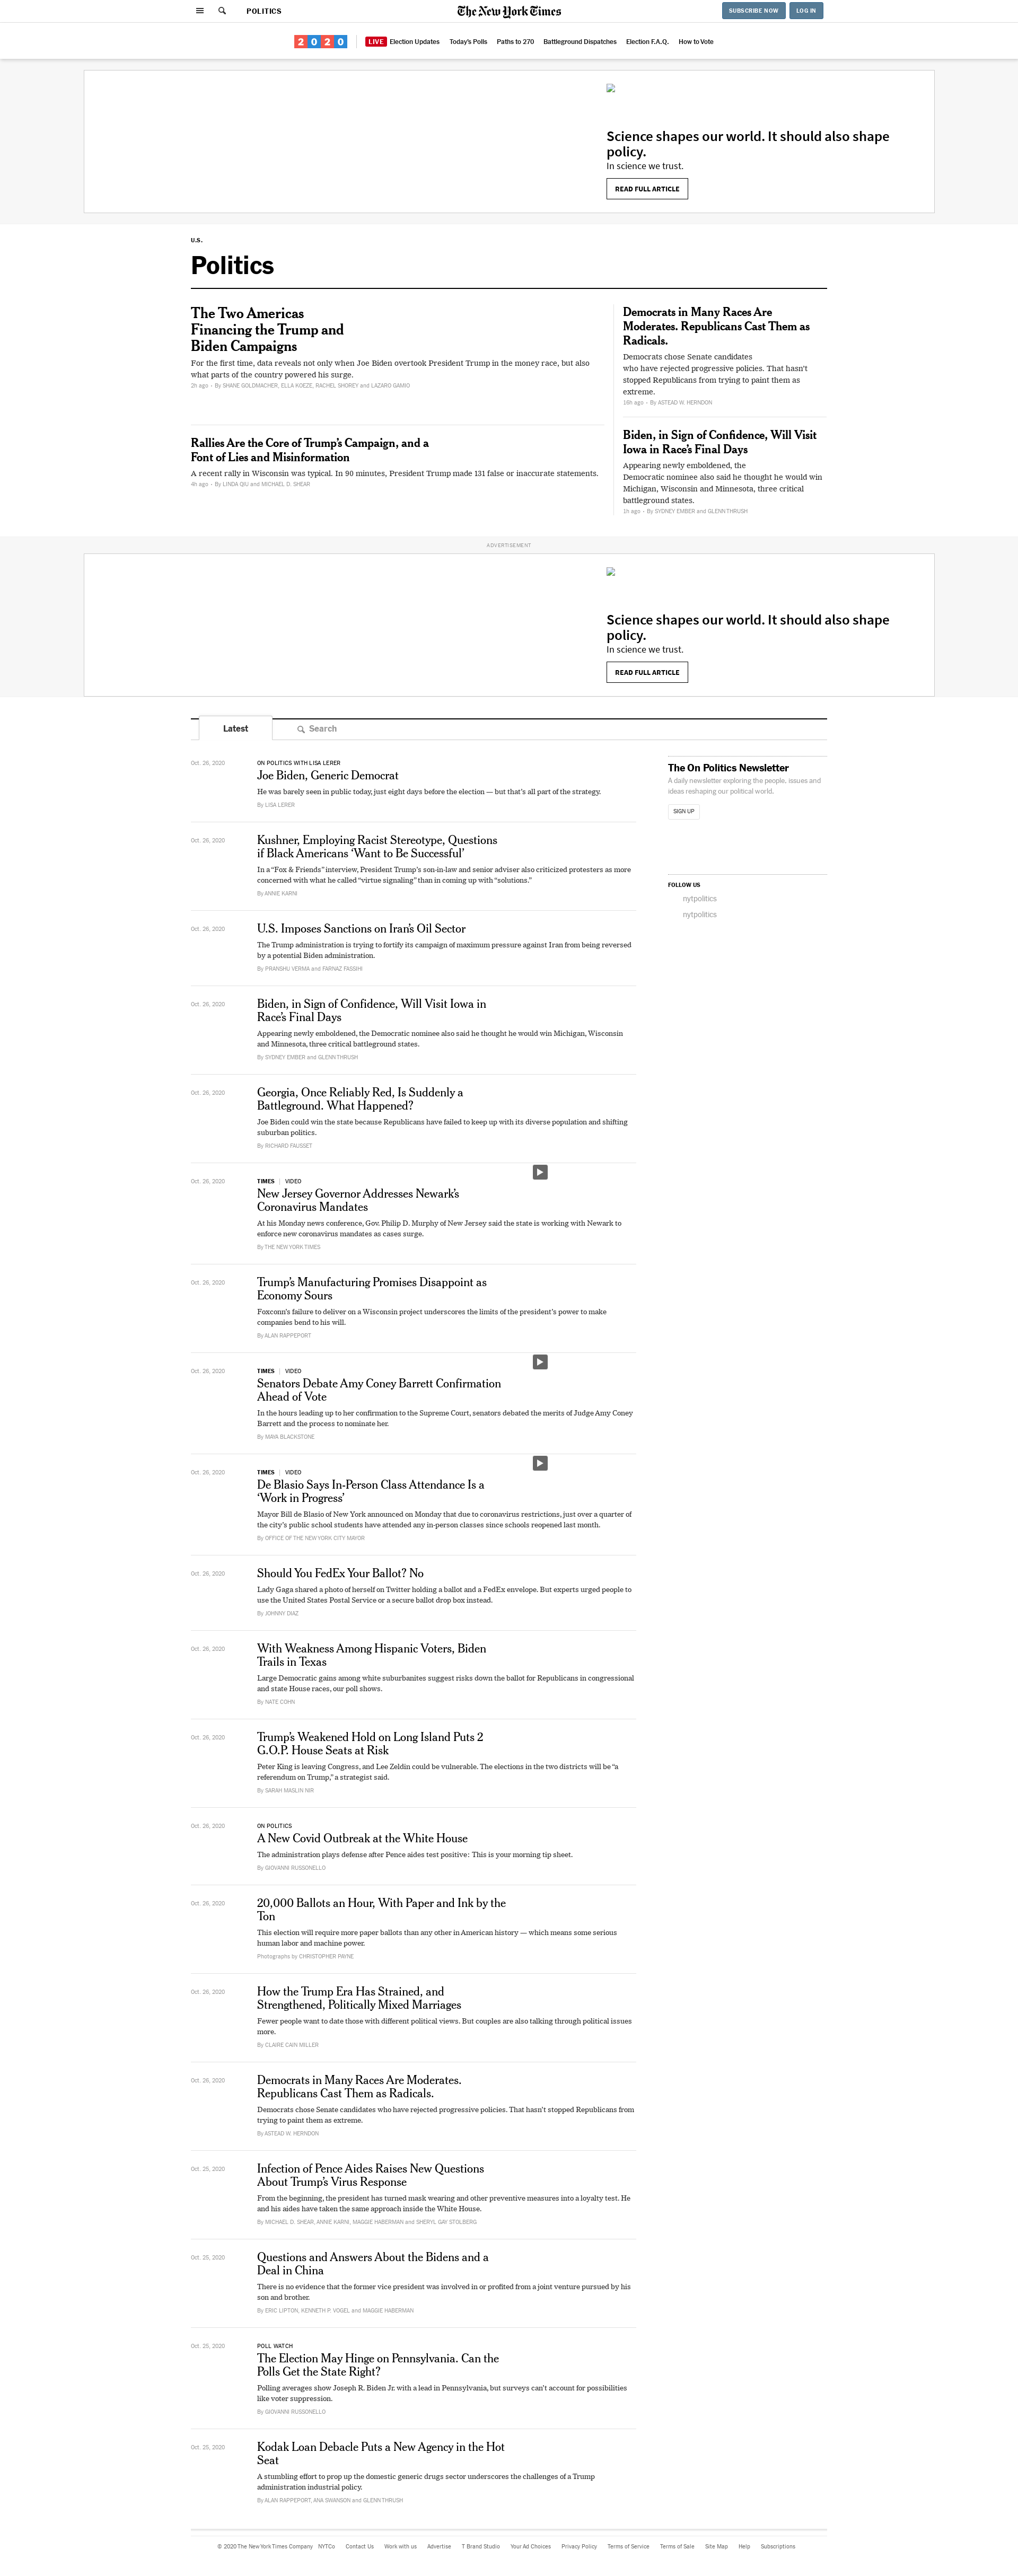 POLITICS
The New York Times
SUBSCRIBE NOW
LOG IN
2020
LIVE Election Updates
Today's Polls
Paths to 270
Battleground Dispatches
Election F.A.Q.
How to Vote
Science shapes our world. It should also shape
policy.
In science we trust.
READ FULL ARTICLE
U.S.
Politics
The Two Americas
Financing the Trump and
Biden Campaigns
For the first time, data reveals not only when Joe Biden overtook President Trump in the money race, but also
what parts of the country powered his surge.
2h ago · By SHANE GOLDMACHER, ELLA KOEZE, RACHEL SHOREY and LAZARO GAMIO
Rallies Are the Core of Trump's Campaign, and a
Font of Lies and Misinformation
A recent rally in Wisconsin was typical. In 90 minutes, President Trump made 131 false or inaccurate statements.
4h ago · By LINDA QIU and MICHAEL D. SHEAR
Democrats in Many Races Are
Moderates. Republicans Cast Them as
Radicals.
Democrats chose Senate candidates
who have rejected progressive policies. That hasn't
stopped Republicans from trying to paint them as
extreme.
16h ago · By ASTEAD W. HERNDON
Biden, in Sign of Confidence, Will Visit
Iowa in Race's Final Days
Appearing newly emboldened, the
Democratic nominee also said he thought he would win
Michigan, Wisconsin and Minnesota, three critical
battleground states.
1h ago · By SYDNEY EMBER and GLENN THRUSH
ADVERTISEMENT
Science shapes our world. It should also shape
policy.
In science we trust.
READ FULL ARTICLE
Latest
Search
Oct. 26, 2020
ON POLITICS WITH LISA LERER
Joe Biden, Generic Democrat
He was barely seen in public today, just eight days before the election — but that's all part of the strategy.
By LISA LERER
Oct. 26, 2020
Kushner, Employing Racist Stereotype, Questions
if Black Americans 'Want to Be Successful'
In a "Fox & Friends" interview, President Trump's son-in-law and senior adviser also criticized protesters as more
concerned with what he called "virtue signaling" than in coming up with "solutions."
By ANNIE KARNI
Oct. 26, 2020
U.S. Imposes Sanctions on Iran's Oil Sector
The Trump administration is trying to fortify its campaign of maximum pressure against Iran from being reversed
by a potential Biden administration.
By PRANSHU VERMA and FARNAZ FASSIHI
Oct. 26, 2020
Biden, in Sign of Confidence, Will Visit Iowa in
Race's Final Days
Appearing newly emboldened, the Democratic nominee also said he thought he would win Michigan, Wisconsin
and Minnesota, three critical battleground states.
By SYDNEY EMBER and GLENN THRUSH
Oct. 26, 2020
Georgia, Once Reliably Red, Is Suddenly a
Battleground. What Happened?
Joe Biden could win the state because Republicans have failed to keep up with its diverse population and shifting
suburban politics.
By RICHARD FAUSSET
Oct. 26, 2020
TIMES | VIDEO
New Jersey Governor Addresses Newark's
Coronavirus Mandates
At his Monday news conference, Gov. Philip D. Murphy of New Jersey said the state is working with Newark to
enforce new coronavirus mandates as cases surge.
By THE NEW YORK TIMES
Oct. 26, 2020
Trump's Manufacturing Promises Disappoint as
Economy Sours
Foxconn's failure to deliver on a Wisconsin project underscores the limits of the president's power to make
companies bend to his will.
By ALAN RAPPEPORT
Oct. 26, 2020
TIMES | VIDEO
Senators Debate Amy Coney Barrett Confirmation
Ahead of Vote
In the hours leading up to her confirmation to the Supreme Court, senators debated the merits of Judge Amy Coney
Barrett and the process to nominate her.
By MAYA BLACKSTONE
Oct. 26, 2020
TIMES | VIDEO
De Blasio Says In-Person Class Attendance Is a
'Work in Progress'
Mayor Bill de Blasio of New York announced on Monday that due to coronavirus restrictions, just over a quarter of
the city's public school students have attended any in-person classes since schools reopened last month.
By OFFICE OF THE NEW YORK CITY MAYOR
Oct. 26, 2020
Should You FedEx Your Ballot? No
Lady Gaga shared a photo of herself on Twitter holding a ballot and a FedEx envelope. But experts urged people to
use the United States Postal Service or a secure ballot drop box instead.
By JOHNNY DIAZ
Oct. 26, 2020
With Weakness Among Hispanic Voters, Biden
Trails in Texas
Large Democratic gains among white suburbanites suggest risks down the ballot for Republicans in congressional
and state House races, our poll shows.
By NATE COHN
Oct. 26, 2020
Trump's Weakened Hold on Long Island Puts 2
G.O.P. House Seats at Risk
Peter King is leaving Congress, and Lee Zeldin could be vulnerable. The elections in the two districts will be "a
referendum on Trump," a strategist said.
By SARAH MASLIN NIR
Oct. 26, 2020
ON POLITICS
A New Covid Outbreak at the White House
The administration plays defense after Pence aides test positive: This is your morning tip sheet.
By GIOVANNI RUSSONELLO
Oct. 26, 2020
20,000 Ballots an Hour, With Paper and Ink by the
Ton
This election will require more paper ballots than any other in American history — which means some serious
human labor and machine power.
Photographs by CHRISTOPHER PAYNE
Oct. 26, 2020
How the Trump Era Has Strained, and
Strengthened, Politically Mixed Marriages
Fewer people want to date those with different political views. But couples are also talking through political issues
more.
By CLAIRE CAIN MILLER
Oct. 26, 2020
Democrats in Many Races Are Moderates.
Republicans Cast Them as Radicals.
Democrats chose Senate candidates who have rejected progressive policies. That hasn't stopped Republicans from
trying to paint them as extreme.
By ASTEAD W. HERNDON
Oct. 25, 2020
Infection of Pence Aides Raises New Questions
About Trump's Virus Response
From the beginning, the president has turned mask wearing and other preventive measures into a loyalty test. He
and his aides have taken the same approach inside the White House.
By MICHAEL D. SHEAR, ANNIE KARNI, MAGGIE HABERMAN and SHERYL GAY STOLBERG
Oct. 25, 2020
Questions and Answers About the Bidens and a
Deal in China
There is no evidence that the former vice president was involved in or profited from a joint venture pursued by his
son and brother.
By ERIC LIPTON, KENNETH P. VOGEL and MAGGIE HABERMAN
Oct. 25, 2020
POLL WATCH
The Election May Hinge on Pennsylvania. Can the
Polls Get the State Right?
Polling averages show Joseph R. Biden Jr. with a lead in Pennsylvania, but surveys can't account for possibilities
like voter suppression.
By GIOVANNI RUSSONELLO
Oct. 25, 2020
Kodak Loan Debacle Puts a New Agency in the Hot
Seat
A stumbling effort to prop up the domestic generic drugs sector underscores the challenges of a Trump
administration industrial policy.
By ALAN RAPPEPORT, ANA SWANSON and GLENN THRUSH
The On Politics Newsletter
A daily newsletter exploring the people, issues and
ideas reshaping our political world.
SIGN UP
FOLLOW US
nytpolitics
nytpolitics
© 2020 The New York Times Company
NYTCo
Contact Us
Work with us
Advertise
T Brand Studio
Your Ad Choices
Privacy Policy
Terms of Service
Terms of Sale
Site Map
Help
Subscriptions